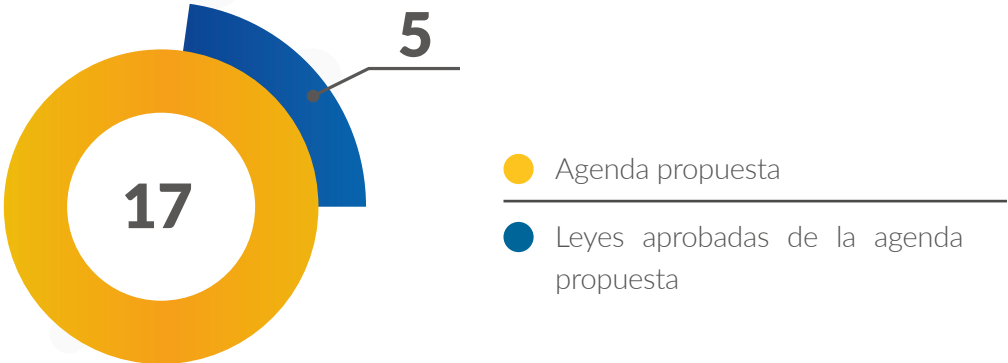 5
17
Agenda propuesta
Leyes aprobadas de la agenda
propuesta